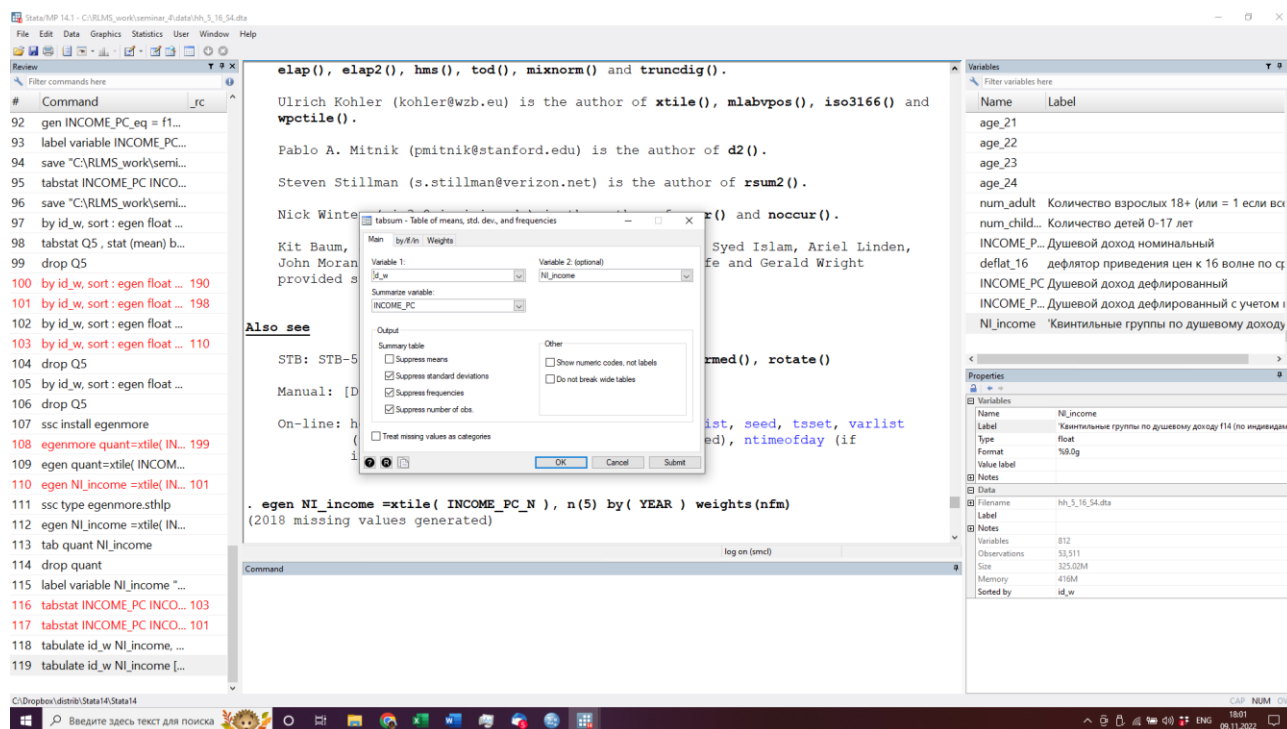 Stata/MP 14.1 - C:\RLMS_work\seminar_4\data\hh_5_16_S4.dta
File Edit Data Graphics Statistics User Window Help
Review
Filter commands here
# Command _rc
92 gen INCOME_PC_eq = f1...
93 label variable INCOME_PC...
94 save "C:\RLMS_work\semi...
95 tabstat INCOME_PC INCO...
96 save "C:\RLMS_work\semi...
97 by id_w, sort : egen float ...
98 tabstat Q5 , stat (mean) b...
99 drop Q5
100 by id_w, sort : egen float ... 190
101 by id_w, sort : egen float ... 198
102 by id_w, sort : egen float ...
103 by id_w, sort : egen float ... 110
104 drop Q5
105 by id_w, sort : egen float ...
106 drop Q5
107 ssc install egenmore
108 egenmore quant=xtile( IN... 199
109 egen quant=xtile( INCOM...
110 egen NI_income =xtile( IN... 101
111 ssc type egenmore.sthlp
112 egen NI_income =xtile( IN...
113 tab quant NI_income
114 drop quant
115 label variable NI_income "...
116 tabstat INCOME_PC INCO... 103
117 tabstat INCOME_PC INCO... 101
118 tabulate id_w NI_income, ...
119 tabulate id_w NI_income [...
elap(), elap2(), hms(), tod(), mixnorm() and truncdig().
Ulrich Kohler (kohler@wzb.eu) is the author of xtile(), mlabvpos(), iso3166() and
wpctile().
Pablo A. Mitnik (pmitnik@stanford.edu) is the author of d2().
Steven Stillman (s.stillman@verizon.net) is the author of rsum2().
Nick Winte r() and noccur().
Kit Baum, Syed Islam, Ariel Linden,
John Moran fe and Gerald Wright
provided s
Also see
STB: STB-5 rmed(), rotate()
Manual: [D
On-line: h ist, seed, tsset, varlist
( ed), ntimeofday (if
i
. egen NI_income =xtile( INCOME_PC_N ), n(5) by( YEAR ) weights(nfm)
(2018 missing values generated)
log on (smcl)
Command
tabsum - Table of means, std. dev., and frequencies
Main by/if/in Weights
Variable 1: Variable 2: (optional)
id_w NI_income
Summarize variable:
INCOME_PC
Output
Summary table
Suppress means
Suppress standard deviations
Suppress frequencies
Suppress number of obs.
Other
Show numeric codes, not labels
Do not break wide tables
Treat missing values as categories
OK Cancel Submit
Variables
Filter variables here
Name Label
age_21
age_22
age_23
age_24
num_adult Количество взрослых 18+ (или = 1 если все
num_child... Количество детей 0-17 лет
INCOME_P... Душевой доход номинальный
deflat_16 дефлятор приведения цен к 16 волне по ср
INCOME_PC Душевой доход дефлированный
INCOME_P... Душевой доход дефлированный с учетом
NI_income 'Квинтильные группы по душевому доходу
Properties
Variables
Name NI_income
Label 'Квинтильные группы по душевому доходу f14 (по индивидам
Type float
Format %9.0g
Value label
Notes
Data
Filename hh_5_16_S4.dta
Label
Notes
Variables 812
Observations 53,511
Size 325.02M
Memory 416M
Sorted by id_w
C:\Dropbox\distrib\Stata14\Stata14
CAP NUM OV
Введите здесь текст для поиска
ENG
18:01
09.11.2022